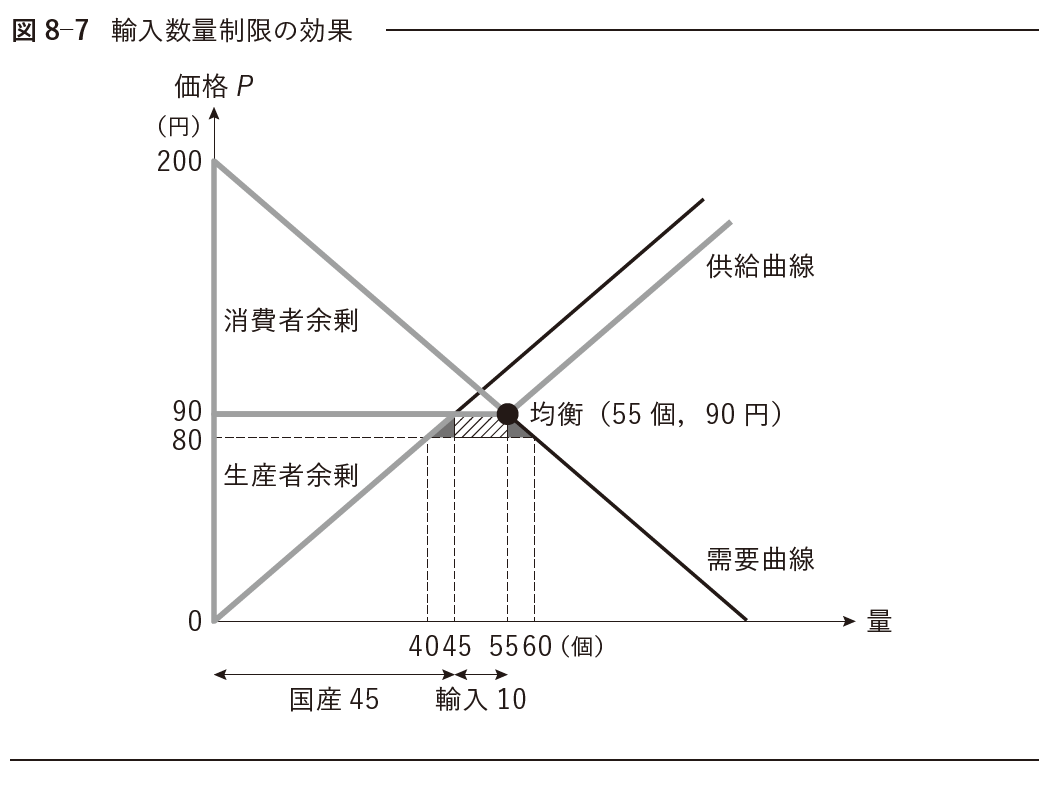 図 8-7 輸入数量制限の効果
価格 P
（円）
200
供給曲線
消費者余剰
90
均衡（55 個，90 円）
80
生産者余剰
需要曲線
0
量
40 45 55 60（個）
国産 45 輸入 10